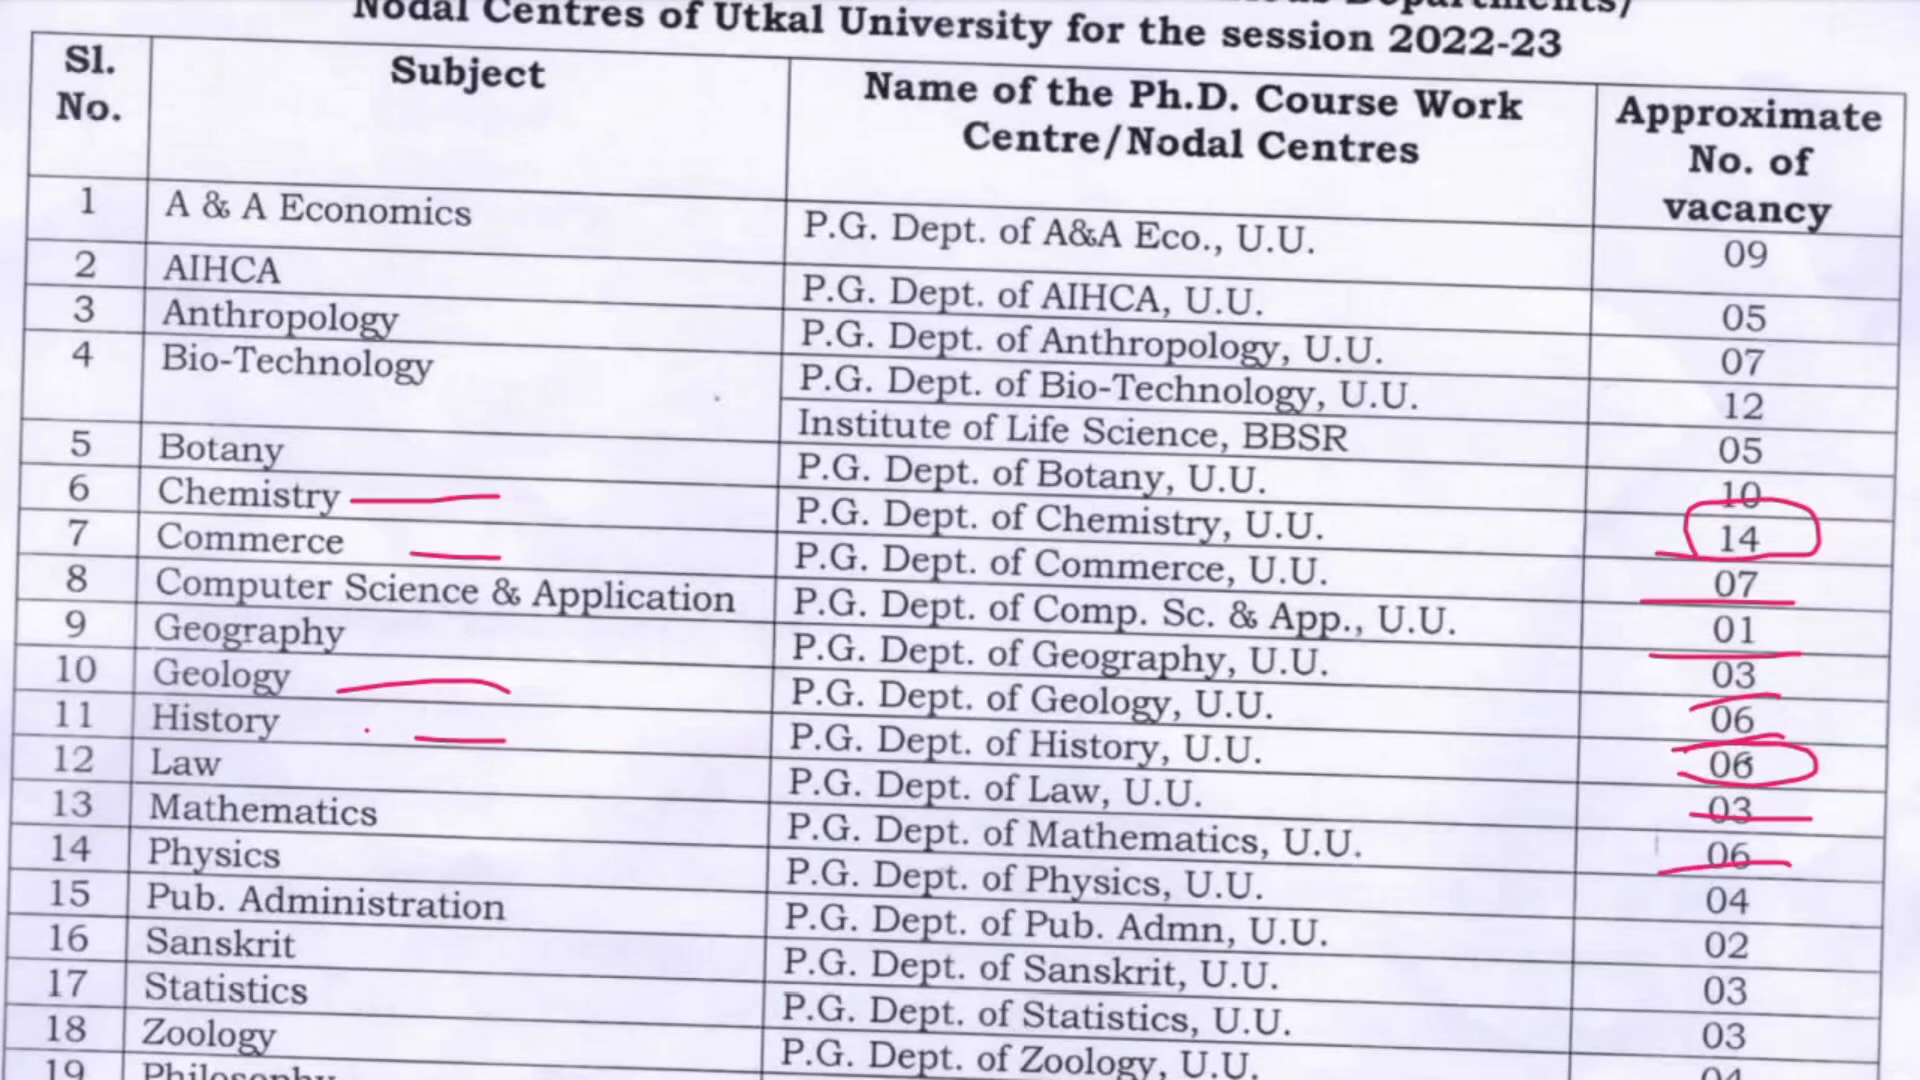 Nodal Centres of Utkal University for the session 2022-23
Sl. No. Subject Name of the Ph.D. Course Work Centre/Nodal Centres Approximate No. of vacancy
1 A & A Economics P.G. Dept. of A&A Eco., U.U. 09
2 AIHCA P.G. Dept. of AIHCA, U.U. 05
3 Anthropology P.G. Dept. of Anthropology, U.U. 07
4 Bio-Technology P.G. Dept. of Bio-Technology, U.U. 12
Institute of Life Science, BBSR 05
5 Botany P.G. Dept. of Botany, U.U. 10
6 Chemistry P.G. Dept. of Chemistry, U.U. 14
7 Commerce P.G. Dept. of Commerce, U.U. 07
8 Computer Science & Application P.G. Dept. of Comp. Sc. & App., U.U. 01
9 Geography P.G. Dept. of Geography, U.U. 03
10 Geology P.G. Dept. of Geology, U.U. 06
11 History P.G. Dept. of History, U.U. 06
12 Law P.G. Dept. of Law, U.U. 03
13 Mathematics P.G. Dept. of Mathematics, U.U. 06
14 Physics P.G. Dept. of Physics, U.U. 04
15 Pub. Administration P.G. Dept. of Pub. Admn, U.U. 02
16 Sanskrit P.G. Dept. of Sanskrit, U.U. 03
17 Statistics P.G. Dept. of Statistics, U.U. 03
18 Zoology P.G. Dept. of Zoology, U.U. 04
19 Philosophy